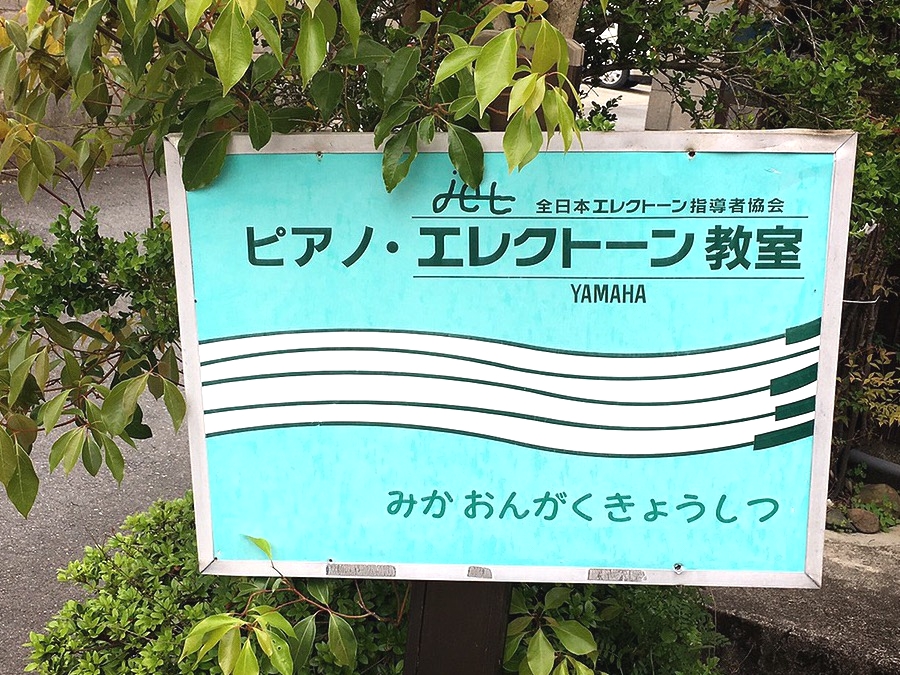 jet 全日本エレクトーン指導者協会
ピアノ・エレクトーン教室
YAMAHA
みか おんがくきょうしつ